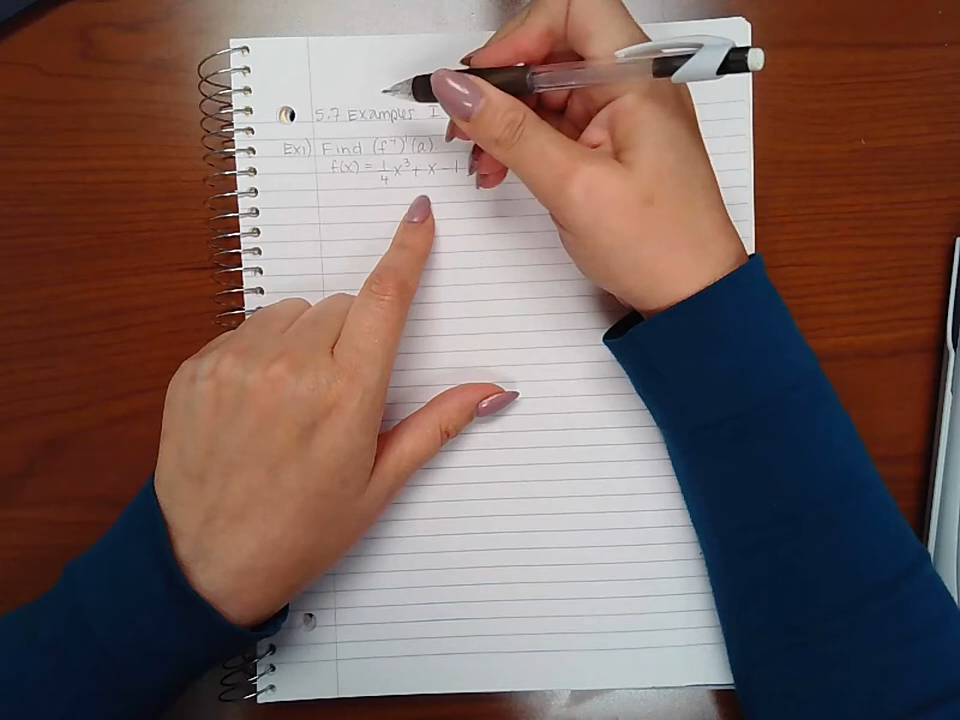 5.7 Examples I
Ex1) Find (f⁻¹)'(a).
f(x) = 1/4 x³ + x - 1